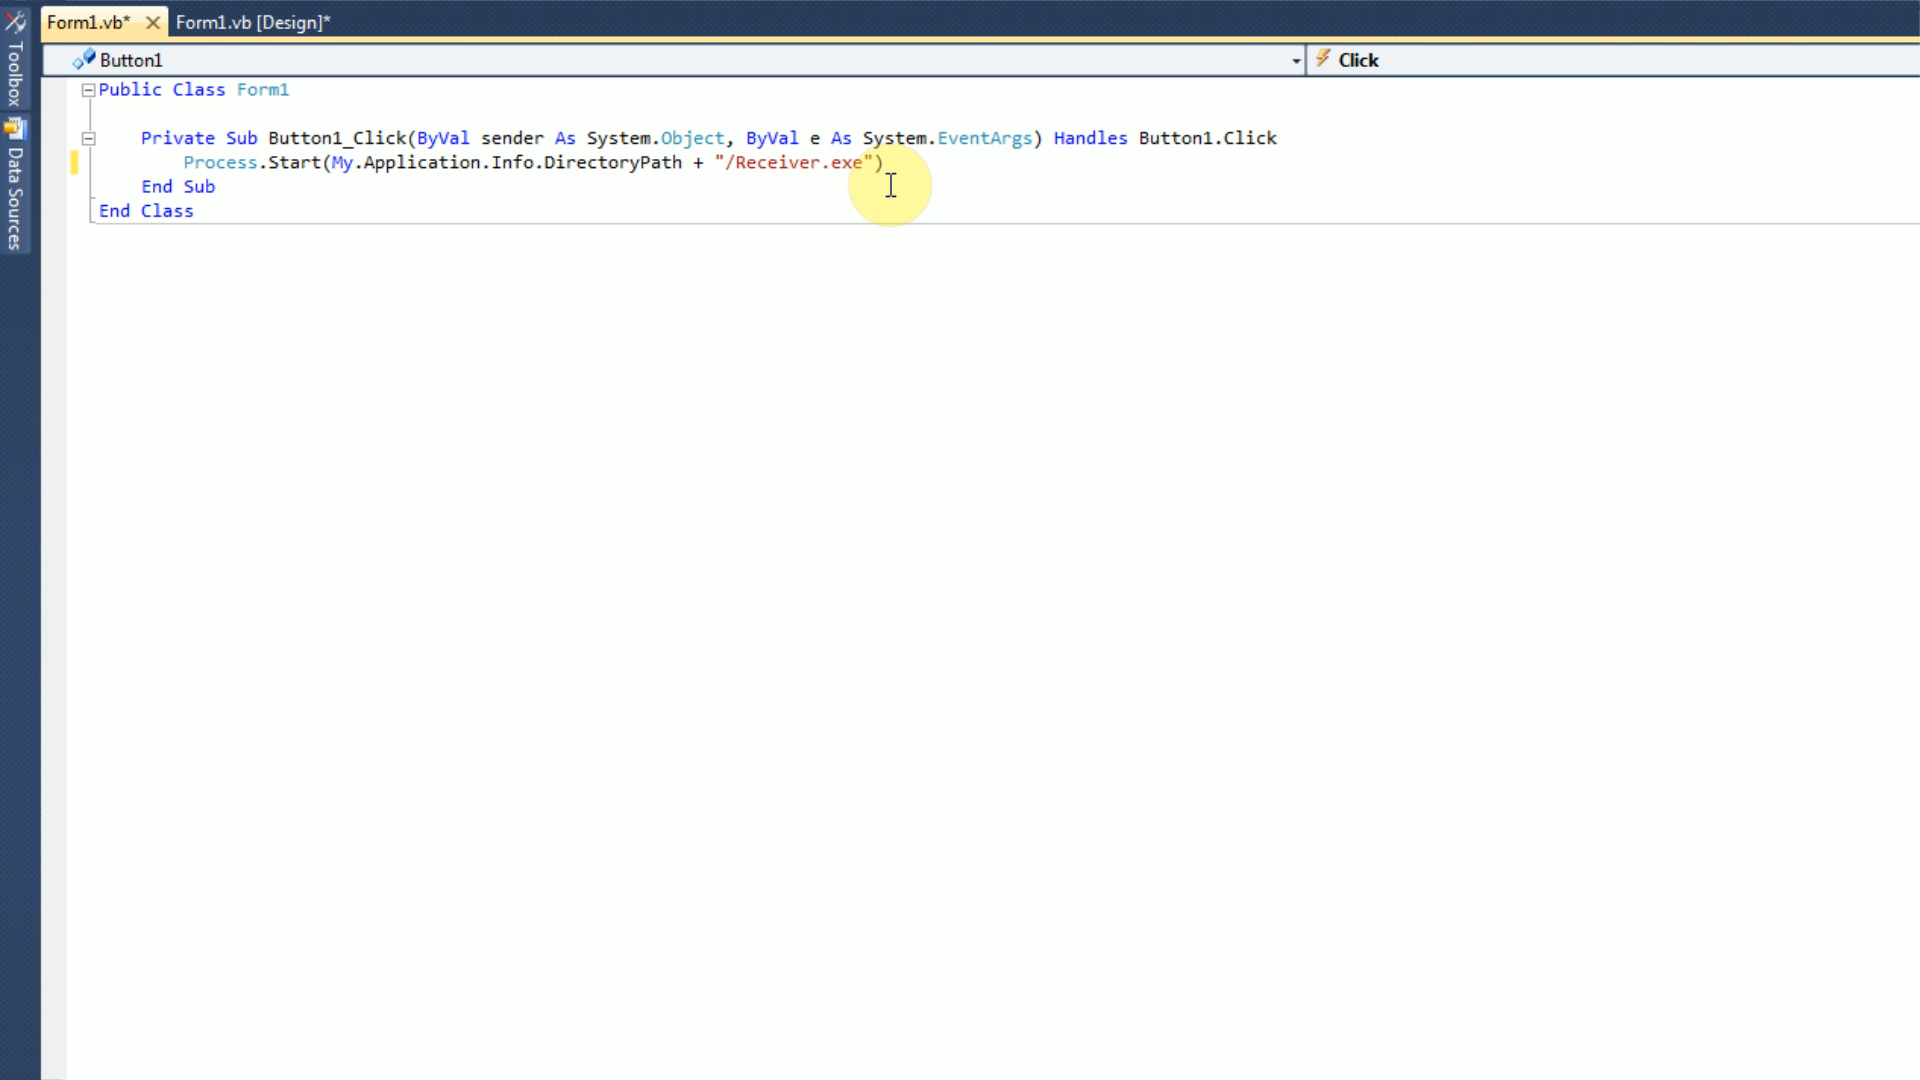 Form1.vb*
Form1.vb [Design]*
Toolbox
Data Sources
Button1
Click
Public Class Form1
Private Sub Button1_Click(ByVal sender As System.Object, ByVal e As System.EventArgs) Handles Button1.Click
Process.Start(My.Application.Info.DirectoryPath + "/Receiver.exe")
End Sub
End Class